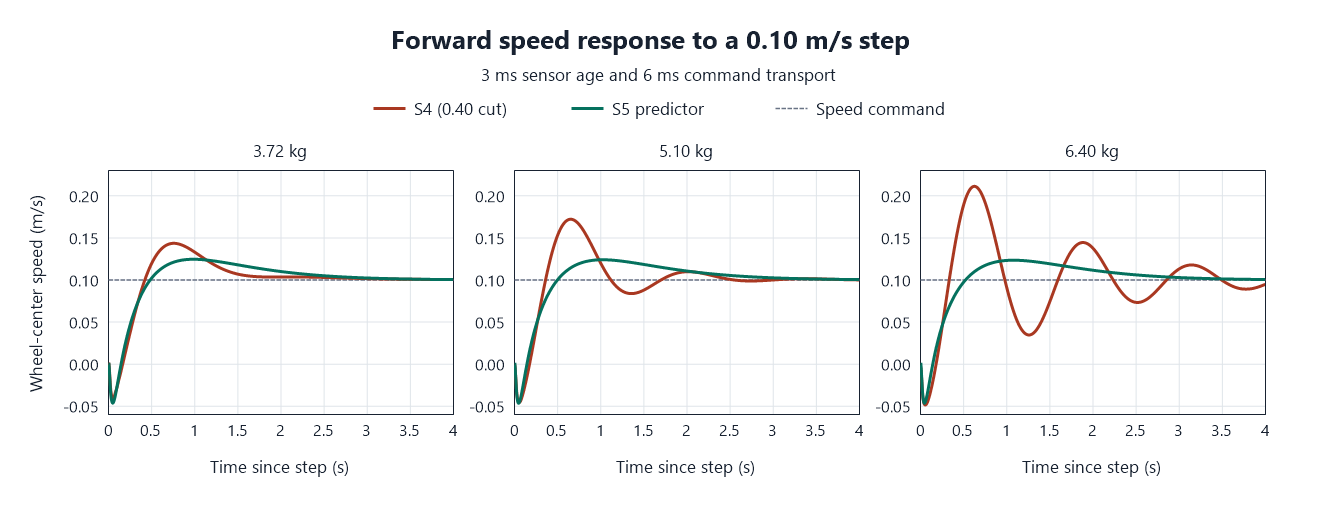 Forward speed response to a 0.10 m/s step
3 ms sensor age and 6 ms command transport
S4 (0.40 cut) S5 predictor Speed command
3.72 kg 5.10 kg 6.40 kg
Wheel-center speed (m/s)
0.20 0.20 0.20
0.15 0.15 0.15
0.10 0.10 0.10
0.05 0.05 0.05
0.00 0.00 0.00
-0.05 -0.05 -0.05
0 0.5 1 1.5 2 2.5 3 3.5 4 0 0.5 1 1.5 2 2.5 3 3.5 4 0 0.5 1 1.5 2 2.5 3 3.5 4
Time since step (s) Time since step (s) Time since step (s)